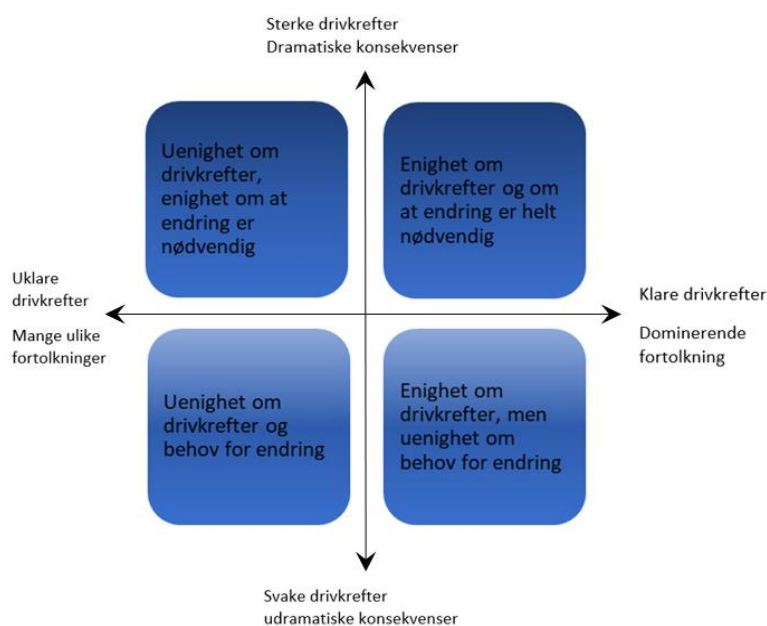 Sterke drivkrefter
Dramatiske konsekvenser
Uenighet om
drivkrefter,
enighet om at
endring er
nødvendig
Enighet om
drivkrefter og om
at endring er helt
nødvendig
Uklare
drivkrefter
Mange ulike
fortolkninger
Klare drivkrefter
Dominerende
fortolkning
Uenighet om
drivkrefter og
behov for endring
Enighet om
drivkrefter, men
uenighet om
behov for endring
Svake drivkrefter
udramatiske konsekvenser